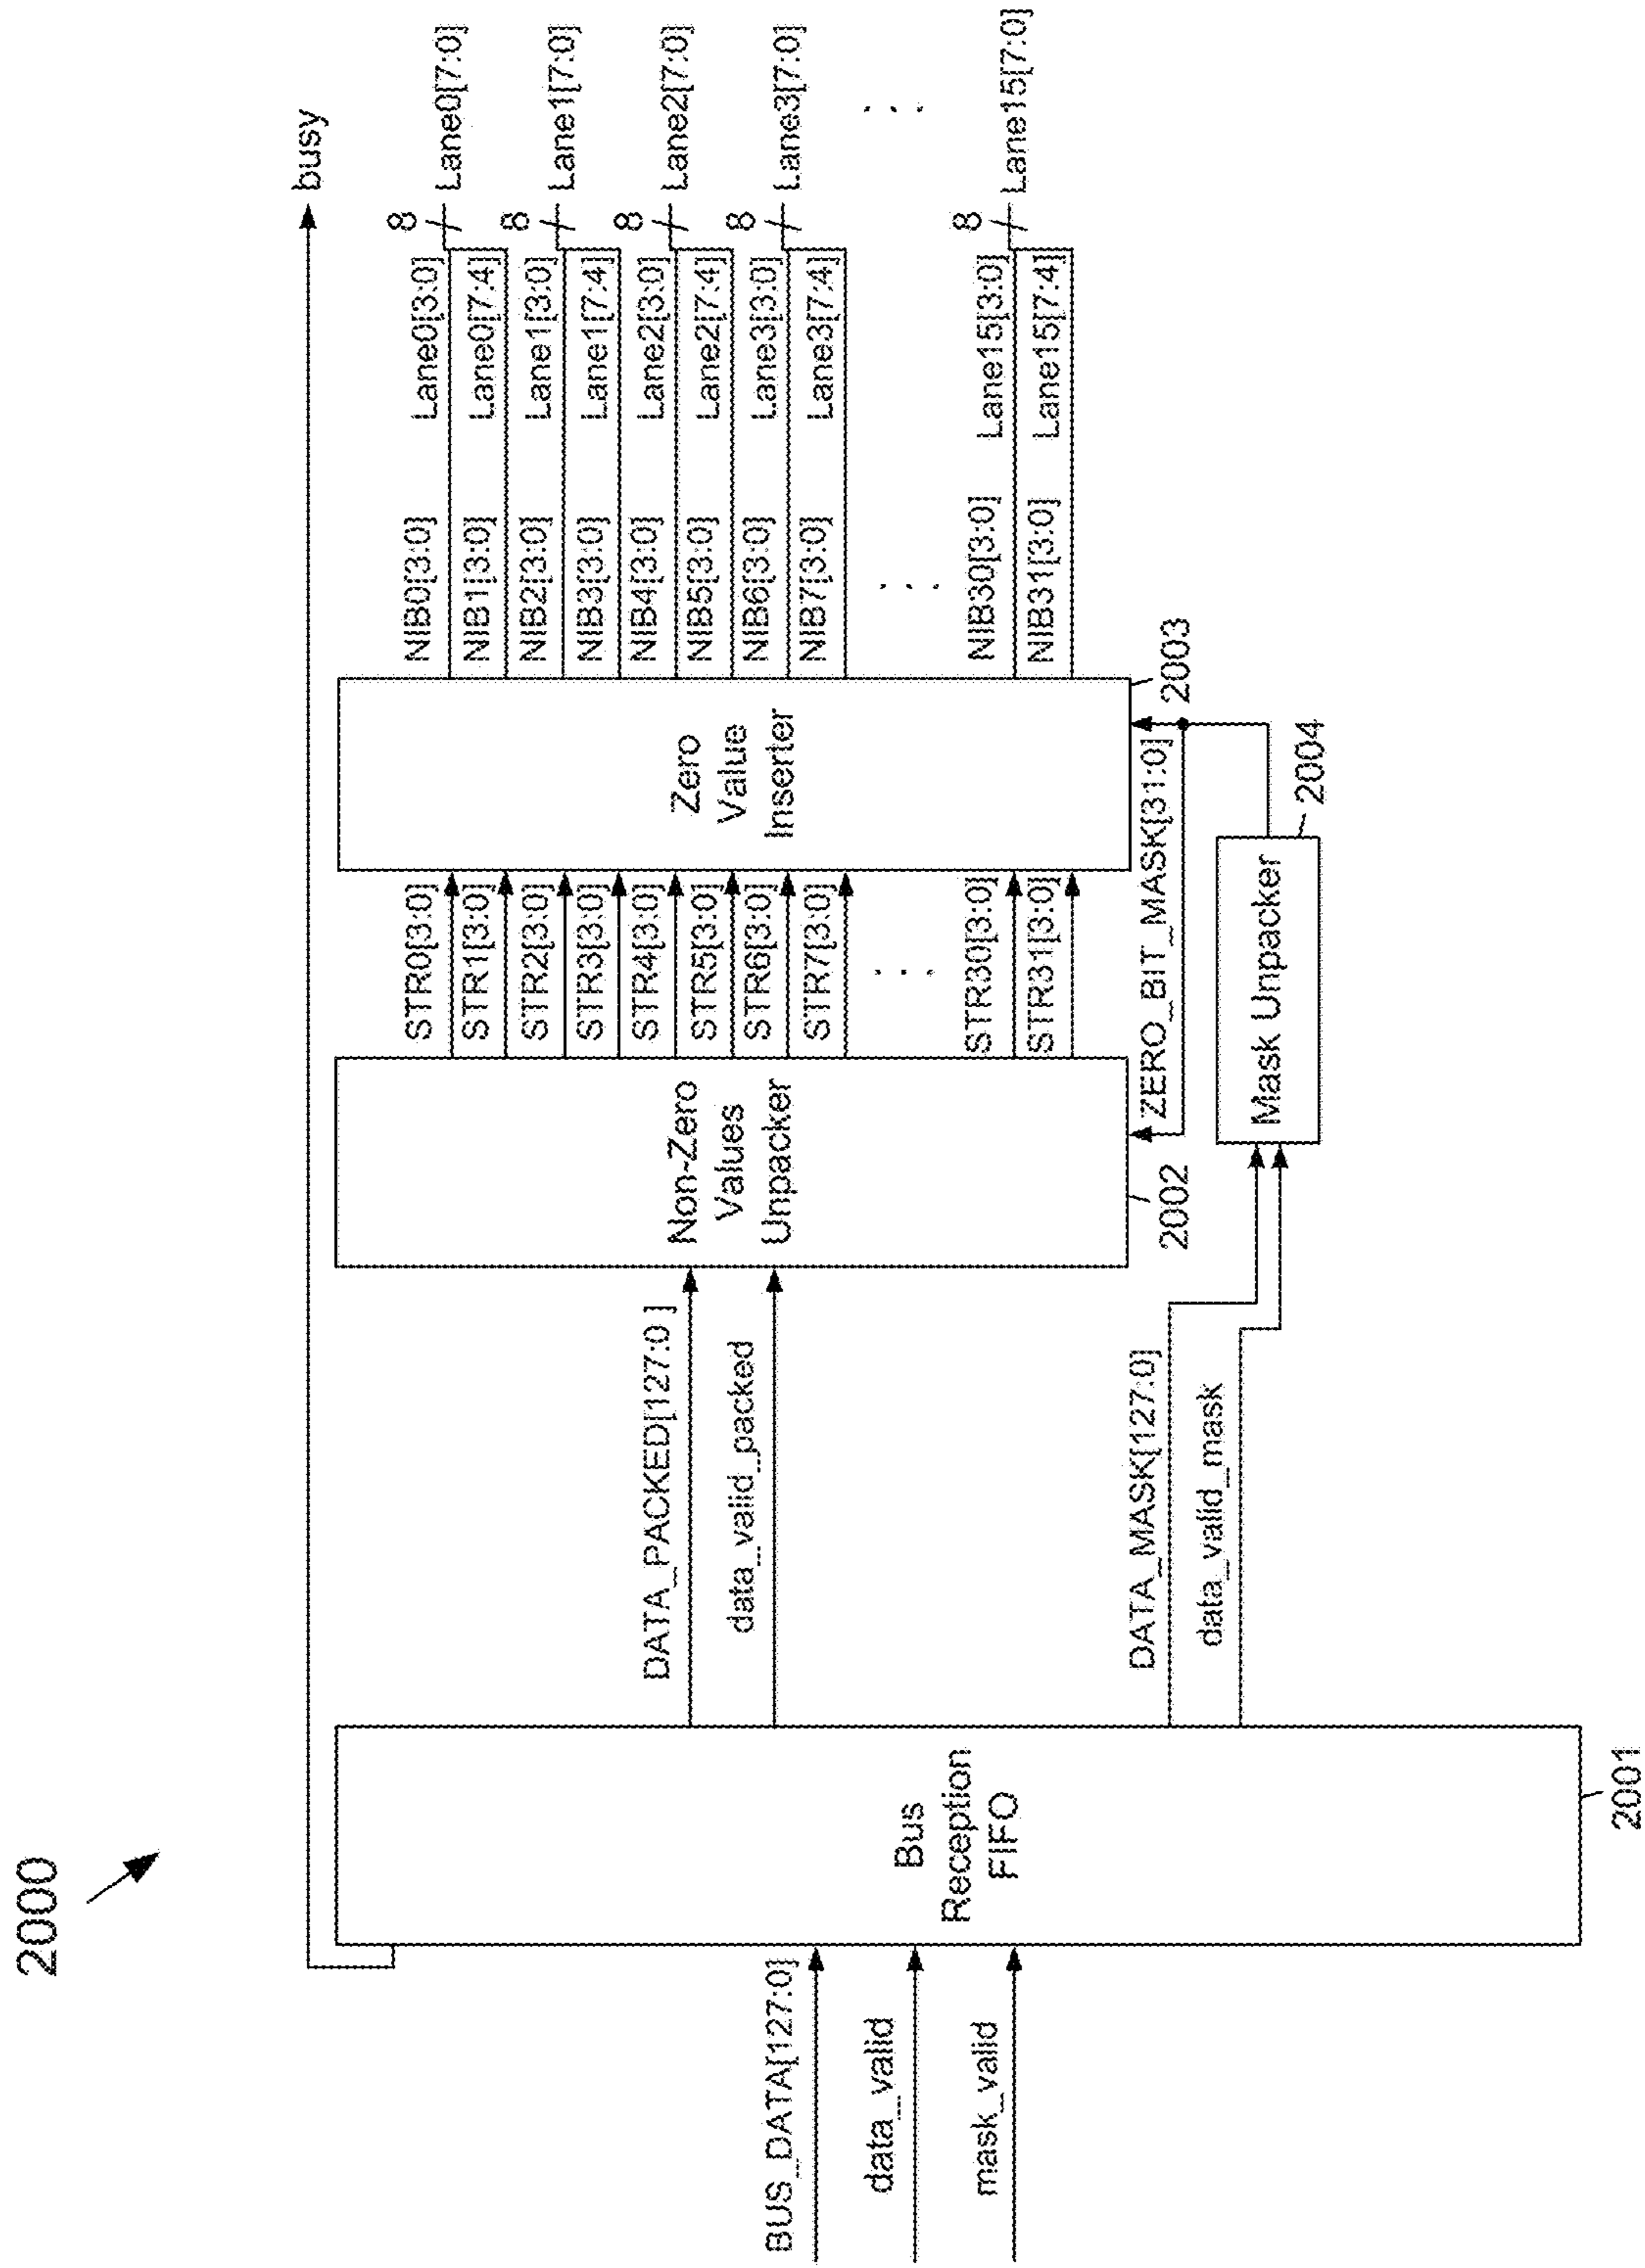 2000
busy
BUS_DATA[127:0]
data_valid
mask_valid
Bus
Reception
FIFO
2001
DATA_PACKED[127:0 ]
data_valid_packed
DATA_MASK[127:0]
data_valid_mask
Non-Zero
Values
Unpacker
2002
STR0[3:0]
STR1[3:0]
STR2[3:0]
STR3[3:0]
STR4[3:0]
STR5[3:0]
STR6[3:0]
STR7[3:0]
. . .
STR30[3:0]
STR31[3:0]
ZERO_BIT_MASK[31:0]
Mask Unpacker
2004
Zero
Value
Inserter
2003
NIB0[3:0]
NIB1[3:0]
NIB2[3:0]
NIB3[3:0]
NIB4[3:0]
NIB5[3:0]
NIB6[3:0]
NIB7[3:0]
. . .
NIB30[3:0]
NIB31[3:0]
Lane0[3:0]
Lane0[7:4]
Lane1[3:0]
Lane1[7:4]
Lane2[3:0]
Lane2[7:4]
Lane3[3:0]
Lane3[7:4]
Lane15[3:0]
Lane15[7:4]
8
8
8
8
8
Lane0[7:0]
Lane1[7:0]
Lane2[7:0]
Lane3[7:0]
. . .
Lane15[7:0]